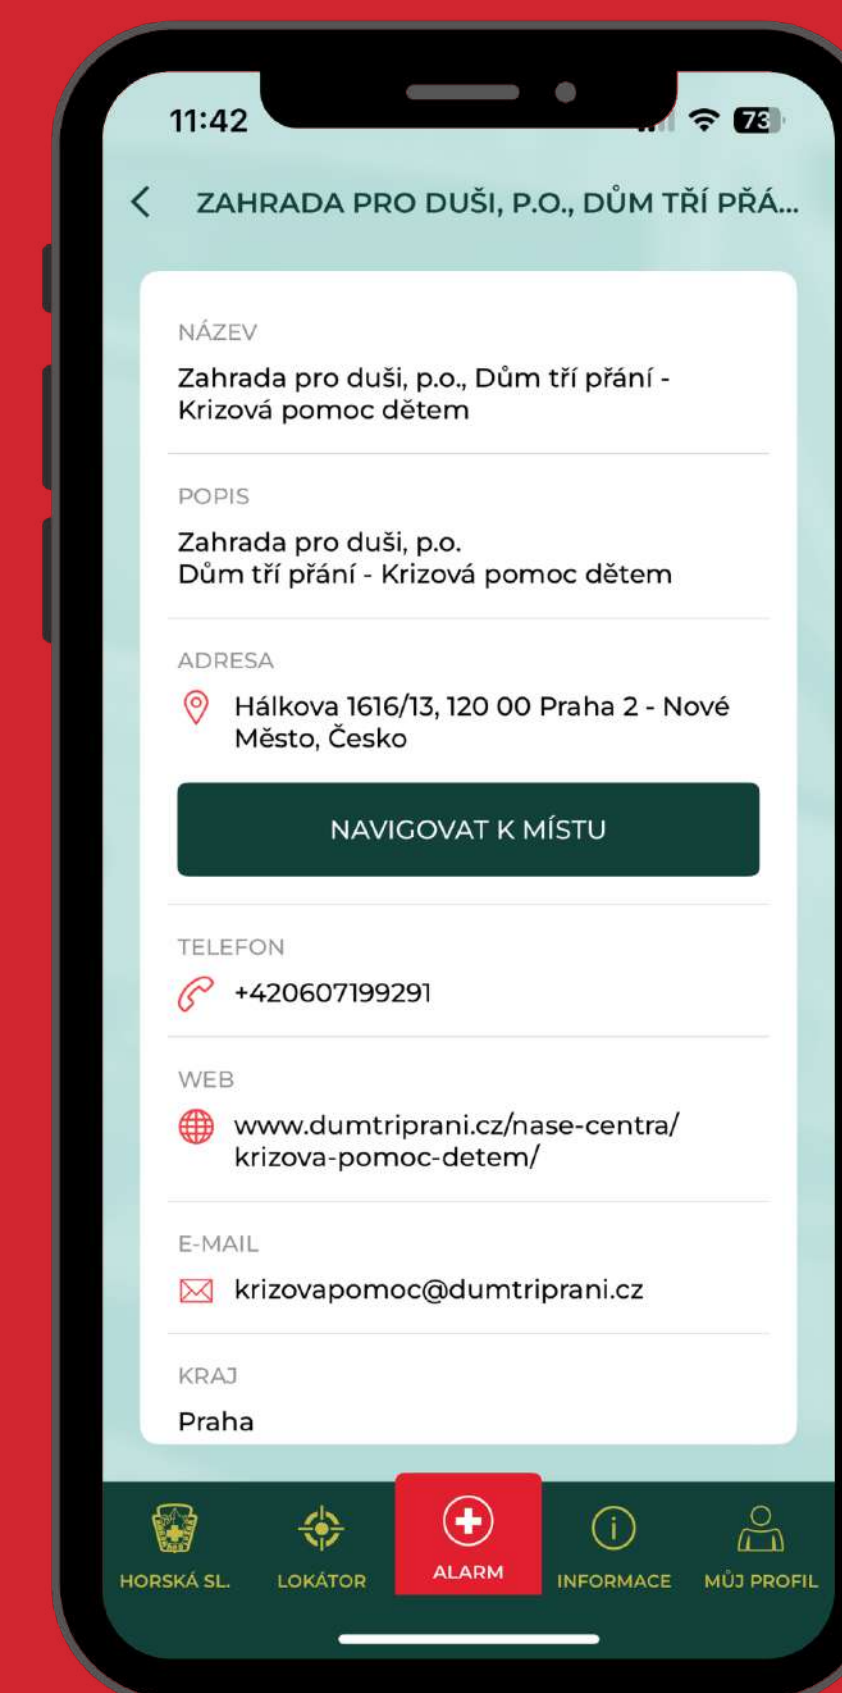 11:42
73
ZAHRADA PRO DUŠI, P.O., DŮM TŘÍ PŘÁ...
NÁZEV
Zahrada pro duši, p.o., Dům tří přání -
Krizová pomoc dětem
POPIS
Zahrada pro duši, p.o.
Dům tří přání - Krizová pomoc dětem
ADRESA
Hálkova 1616/13, 120 00 Praha 2 - Nové
Město, Česko
NAVIGOVAT K MÍSTU
TELEFON
+420607199291
WEB
www.dumtriprani.cz/nase-centra/
krizova-pomoc-detem/
E-MAIL
krizovapomoc@dumtriprani.cz
KRAJ
Praha
HORSKÁ SL.
LOKÁTOR
ALARM
INFORMACE
MŮJ PROFIL